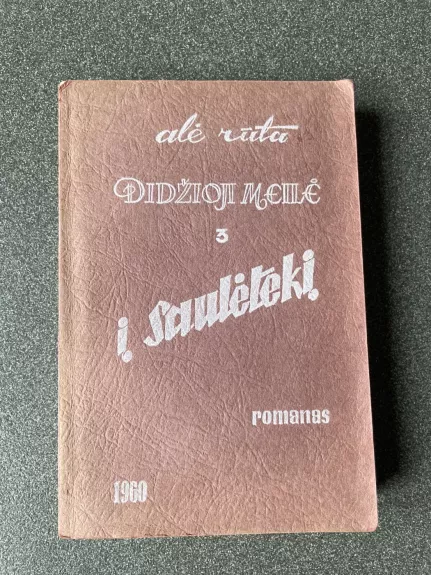 alė rūta
DIDŽIOJI MEILĖ
3
į saulėtekį
romanas
1960